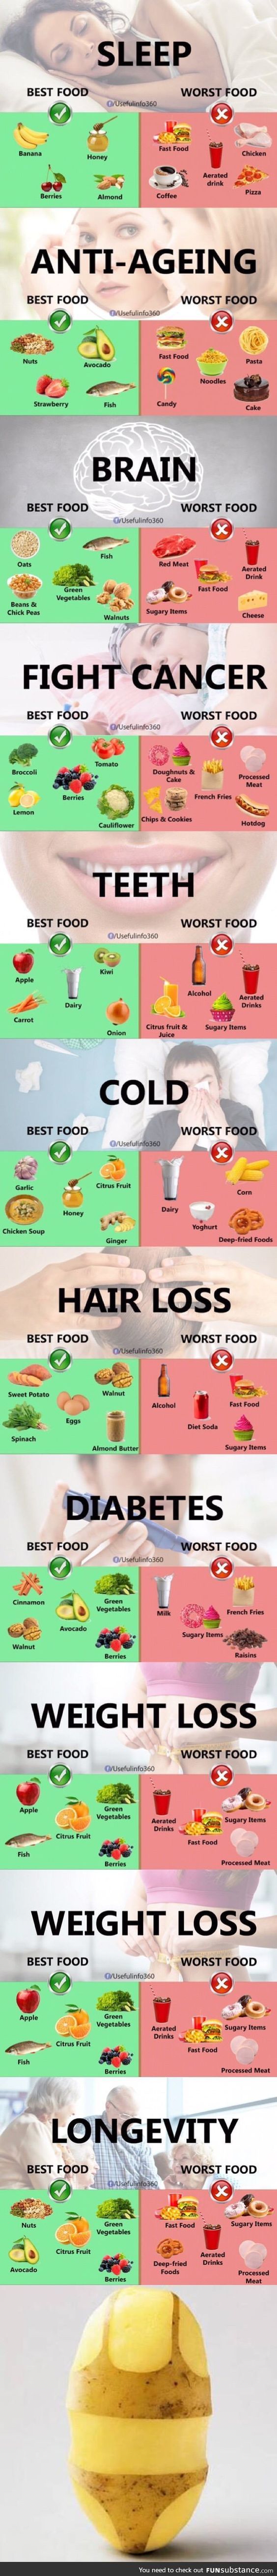 SLEEP
BEST FOOD
WORST FOOD
/Usefulinfo360
Banana
Honey
Berries
Almond
Fast Food
Chicken
Aerated
drink
Coffee
Pizza
ANTI-AGEING
BEST FOOD
WORST FOOD
/Usefulinfo360
Nuts
Avocado
Strawberry
Fish
Fast Food
Pasta
Noodles
Candy
Cake
BRAIN
BEST FOOD
WORST FOOD
/Usefulinfo360
Oats
Fish
Green
Vegetables
Beans &
Chick Peas
Walnuts
Red Meat
Aerated
Drink
Fast Food
Sugary Items
Cheese
FIGHT CANCER
BEST FOOD
WORST FOOD
/Usefulinfo360
Broccoli
Tomato
Berries
Lemon
Cauliflower
Doughnuts &
Cake
Processed
Meat
French Fries
Chips & Cookies
Hotdog
TEETH
BEST FOOD
WORST FOOD
/Usefulinfo360
Apple
Kiwi
Dairy
Carrot
Onion
Alcohol
Aerated
Drinks
Citrus fruit &
Juice
Sugary Items
COLD
BEST FOOD
WORST FOOD
/Usefulinfo360
Garlic
Citrus Fruit
Honey
Chicken Soup
Ginger
Dairy
Corn
Yoghurt
Deep-fried Foods
HAIR LOSS
BEST FOOD
WORST FOOD
/Usefulinfo360
Sweet Potato
Walnut
Eggs
Spinach
Almond Butter
Alcohol
Fast Food
Diet Soda
Sugary Items
DIABETES
BEST FOOD
WORST FOOD
/Usefulinfo360
Cinnamon
Green
Vegetables
Avocado
Walnut
Berries
Milk
French Fries
Sugary Items
Raisins
WEIGHT LOSS
BEST FOOD
WORST FOOD
/Usefulinfo360
Apple
Green
Vegetables
Citrus Fruit
Fish
Berries
Aerated
Drinks
Sugary Items
Fast Food
Processed Meat
WEIGHT LOSS
BEST FOOD
WORST FOOD
/Usefulinfo360
Apple
Green
Vegetables
Citrus Fruit
Fish
Berries
Aerated
Drinks
Sugary Items
Fast Food
Processed Meat
LONGEVITY
BEST FOOD
WORST FOOD
/Usefulinfo360
Nuts
Green
Vegetables
Citrus Fruit
Avocado
Berries
Fast Food
Sugary Items
Aerated
Drinks
Deep-fried
Foods
Processed
Meat
You need to check out FUNsubstance.com